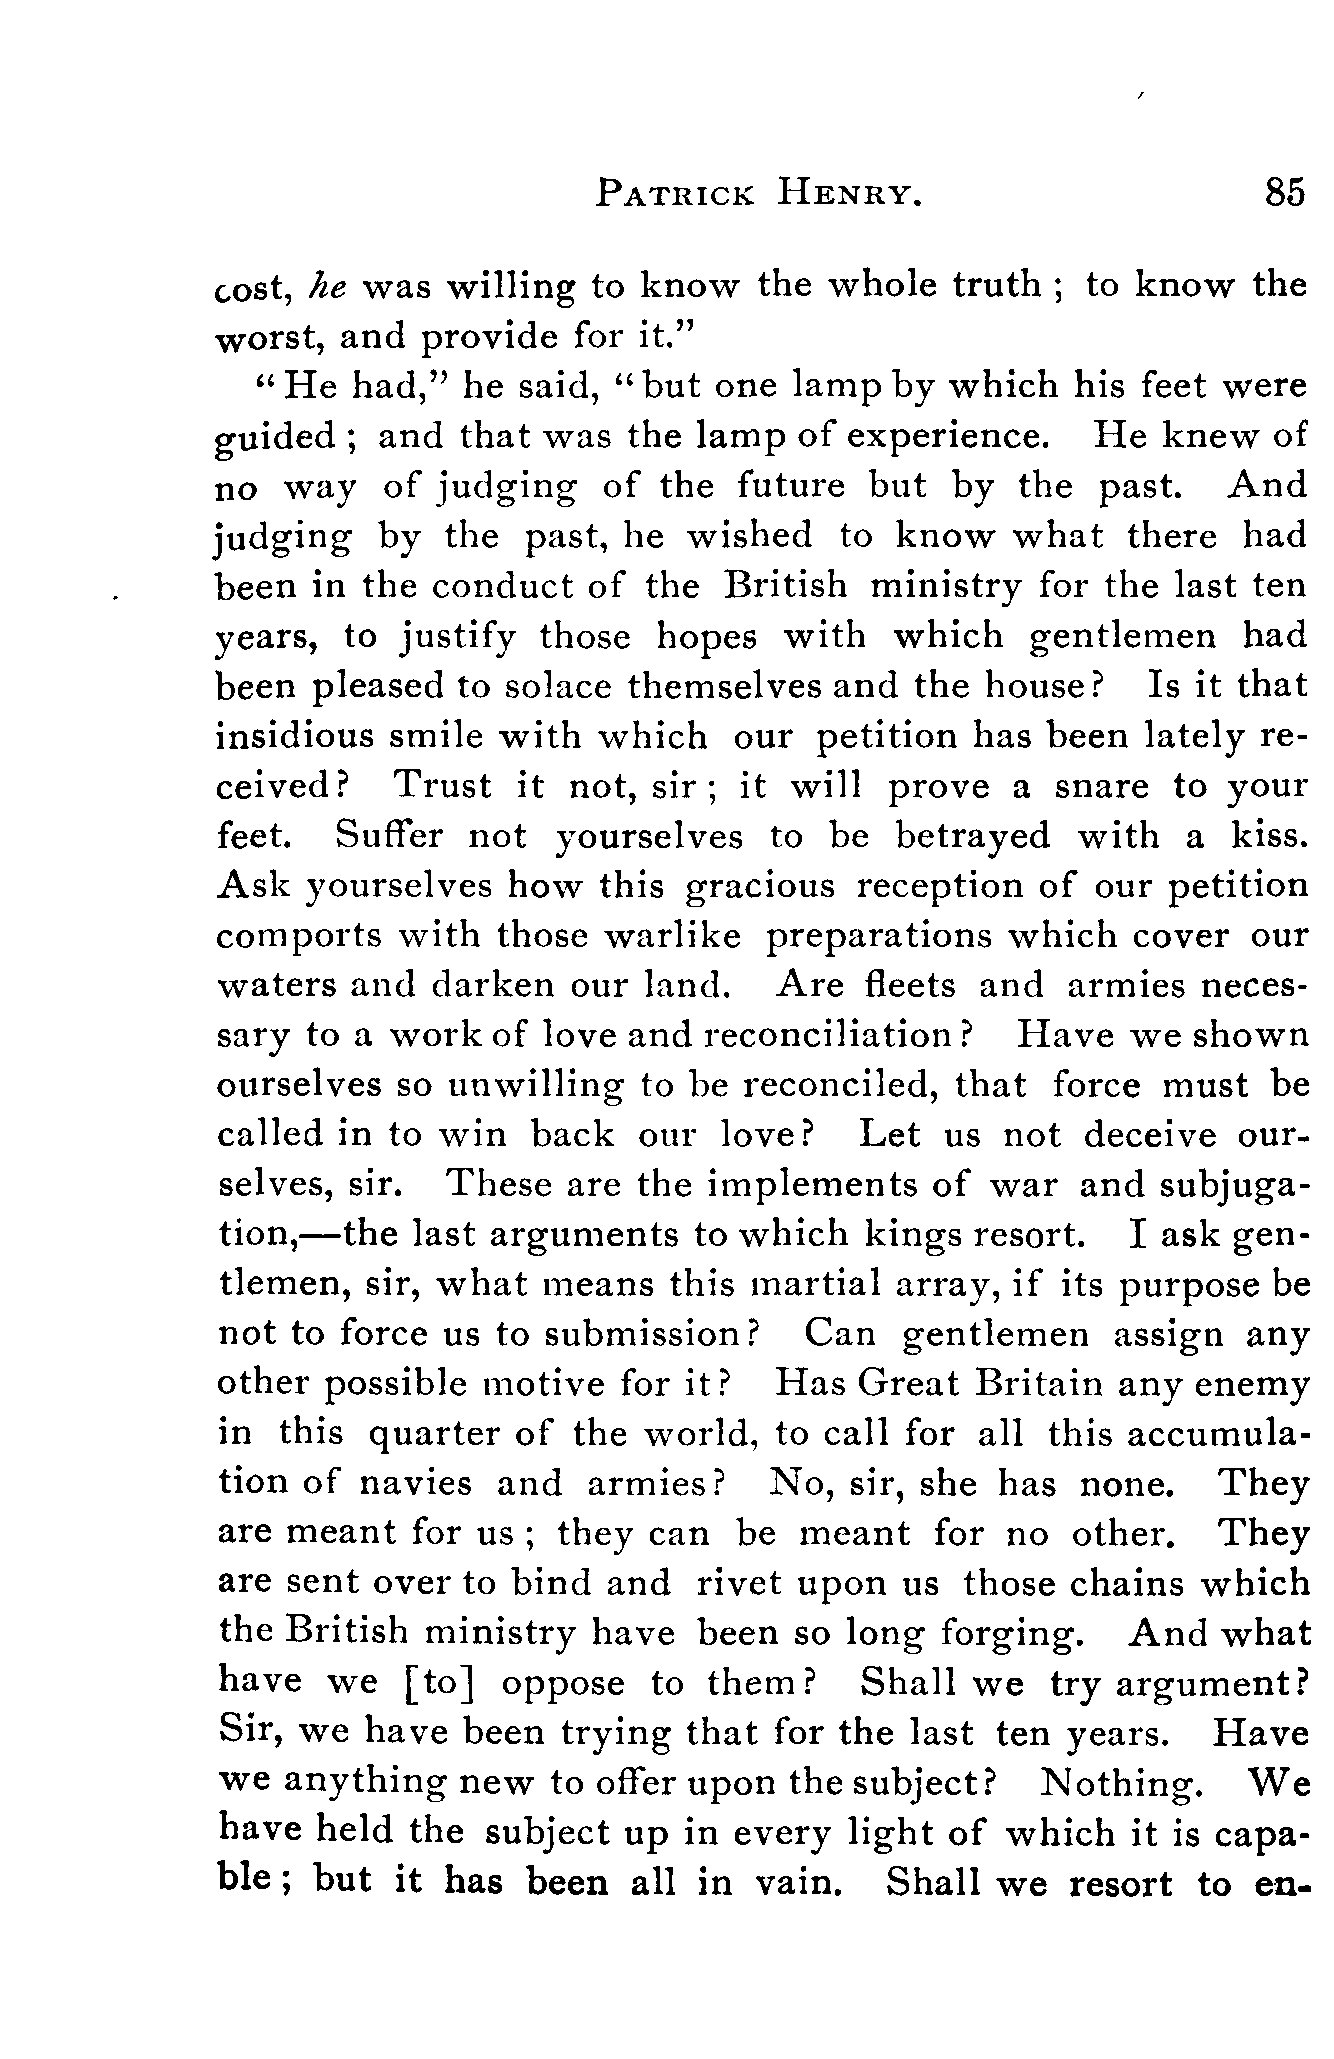 PATRICK HENRY. 85
cost, he was willing to know the whole truth ; to know the
worst, and provide for it.”
“ He had,” he said, “ but one lamp by which his feet were
guided ; and that was the lamp of experience. He knew of
no way of judging of the future but by the past. And
judging by the past, he wished to know what there had
been in the conduct of the British ministry for the last ten
years, to justify those hopes with which gentlemen had
been pleased to solace themselves and the house? Is it that
insidious smile with which our petition has been lately re-
ceived? Trust it not, sir ; it will prove a snare to your
feet. Suffer not yourselves to be betrayed with a kiss.
Ask yourselves how this gracious reception of our petition
comports with those warlike preparations which cover our
waters and darken our land. Are fleets and armies neces-
sary to a work of love and reconciliation ? Have we shown
ourselves so unwilling to be reconciled, that force must be
called in to win back our love? Let us not deceive our-
selves, sir. These are the implements of war and subjuga-
tion,—the last arguments to which kings resort. I ask gen-
tlemen, sir, what means this martial array, if its purpose be
not to force us to submission? Can gentlemen assign any
other possible motive for it? Has Great Britain any enemy
in this quarter of the world, to call for all this accumula-
tion of navies and armies? No, sir, she has none. They
are meant for us ; they can be meant for no other. They
are sent over to bind and rivet upon us those chains which
the British ministry have been so long forging. And what
have we [to] oppose to them? Shall we try argument?
Sir, we have been trying that for the last ten years. Have
we anything new to offer upon the subject? Nothing. We
have held the subject up in every light of which it is capa-
ble ; but it has been all in vain. Shall we resort to en-